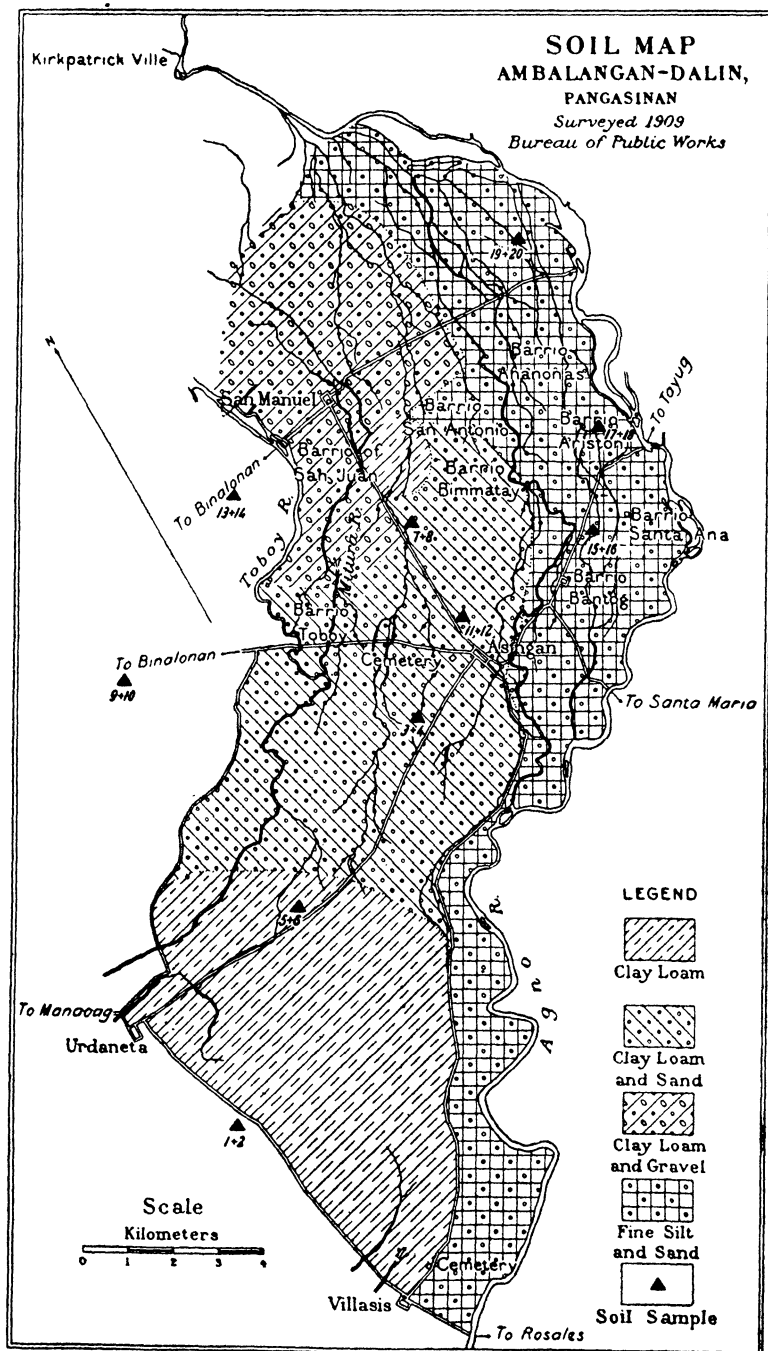 SOIL MAP
AMBALANGAN-DALIN,
PANGASINAN
Surveyed 1909
Bureau of Public Works
Kirkpatrick Ville
19+20
N
Barrio
Ananonas
San Manuel
Barrio
San Antonio
Barrio
Ariston
17+18
To Tayug
Barrio of
San Juan
Barrio
Bimmatay
To Binalonan
13+14
Toboy R.
7+8
Barrio
Santa Ana
15+16
Barrio
Bantog
Barrio
Toboy
11+12
Asingan
To Binalonan
Cemetery
9+10
To Santa Maria
3+4
5+6
Agno R.
To Manaoag
Urdaneta
1+2
LEGEND
Clay Loam
Clay Loam
and Sand
Clay Loam
and Gravel
Fine Silt
and Sand
Soil Sample
Scale
Kilometers
0 1 2 3 4
Cemetery
Villasis
To Rosales